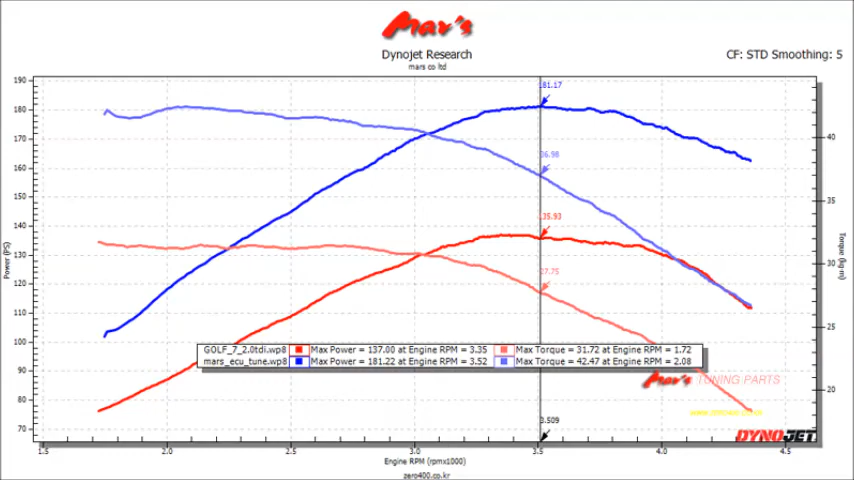 Mar's
Dynojet Research
mars co ltd
CF: STD Smoothing: 5
190
180
170
160
150
140
130
120
110
100
90
80
70
Power (PS)
40
35
30
25
20
Torque (kg-m)
181.17
36.98
135.93
27.75
3.509
GOLF_7_2.0tdi.wp8 Max Power = 137.00 at Engine RPM = 3.35 Max Torque = 31.72 at Engine RPM = 1.72
mars_ecu_tune.wp8 Max Power = 181.22 at Engine RPM = 3.52 Max Torque = 42.47 at Engine RPM = 2.08
Mar's TUNING PARTS
DYNOJET
1.5 2.0 2.5 3.0 3.5 4.0 4.5
Engine RPM (rpmx1000)
zero400.co.kr